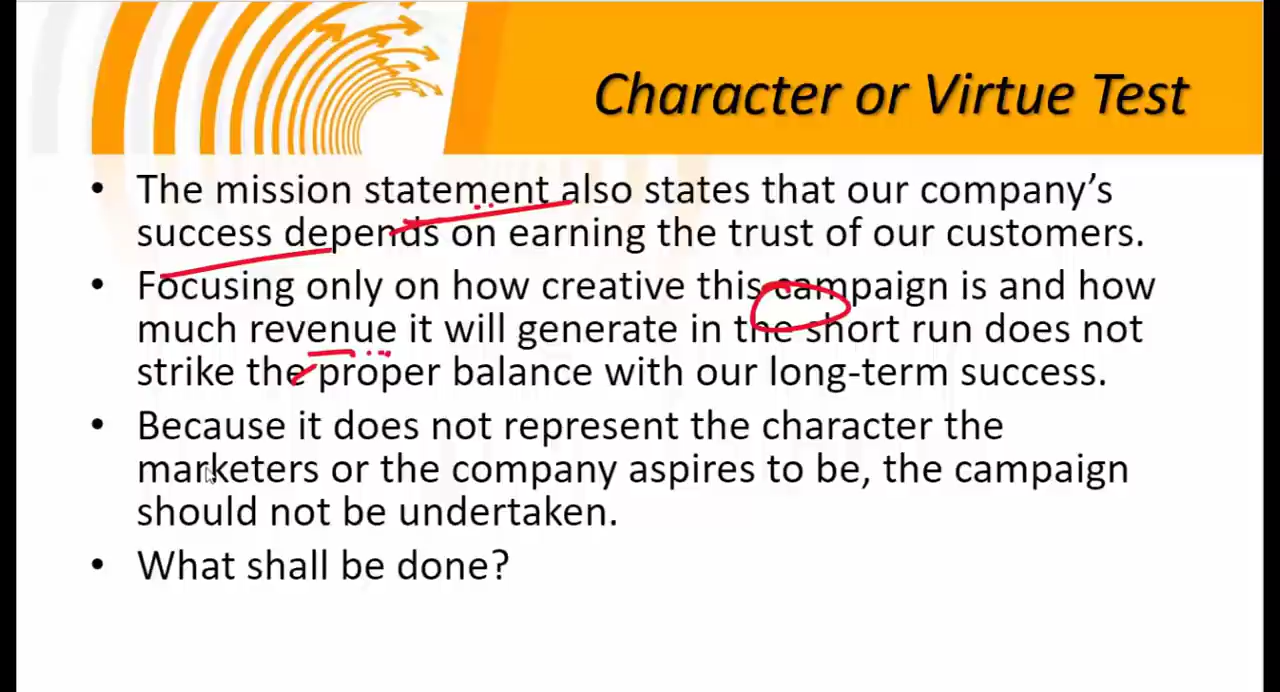 Character or Virtue Test
• The mission statement also states that our company’s
success depends on earning the trust of our customers.
• Focusing only on how creative this campaign is and how
much revenue it will generate in the short run does not
strike the proper balance with our long-term success.
• Because it does not represent the character the
marketers or the company aspires to be, the campaign
should not be undertaken.
• What shall be done?